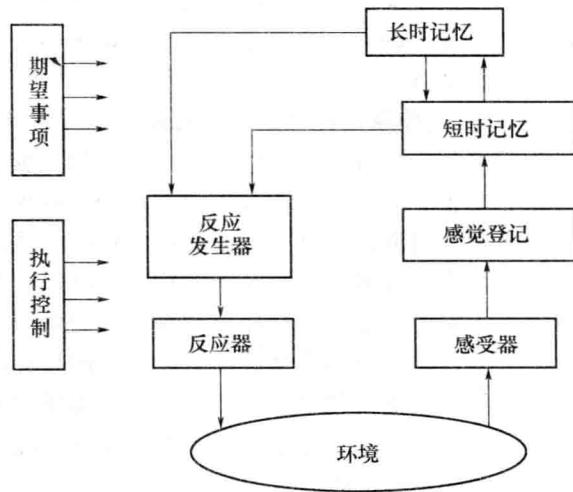 长时记忆
期望事项
短时记忆
反应
发生器
感觉登记
执行控制
反应器
感受器
环境